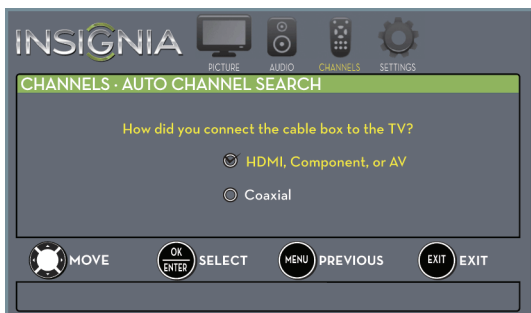 INSIGNIA
PICTURE AUDIO CHANNELS SETTINGS
CHANNELS · AUTO CHANNEL SEARCH
How did you connect the cable box to the TV?
HDMI, Component, or AV
Coaxial
MOVE OK ENTER SELECT MENU PREVIOUS EXIT EXIT